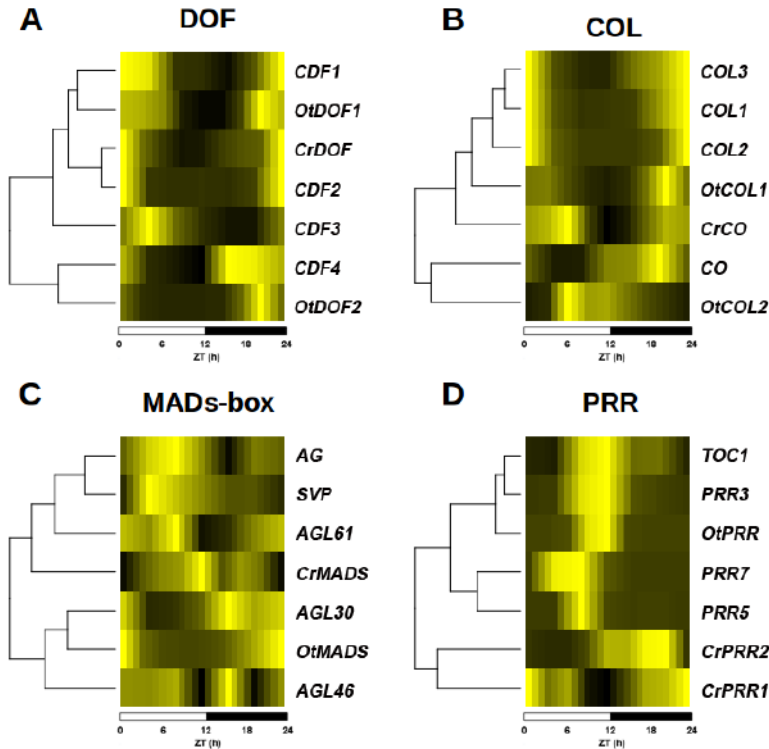 A
DOF
CDF1
OtDOF1
CrDOF
CDF2
CDF3
CDF4
OtDOF2
0 6 12 18 24
ZT (h)
B
COL
COL3
COL1
COL2
OtCOL1
CrCO
CO
OtCOL2
0 6 12 18 24
ZT (h)
C
MADs-box
AG
SVP
AGL61
CrMADS
AGL30
OtMADS
AGL46
0 6 12 18 24
ZT (h)
D
PRR
TOC1
PRR3
OtPRR
PRR7
PRR5
CrPRR2
CrPRR1
0 6 12 18 24
ZT (h)